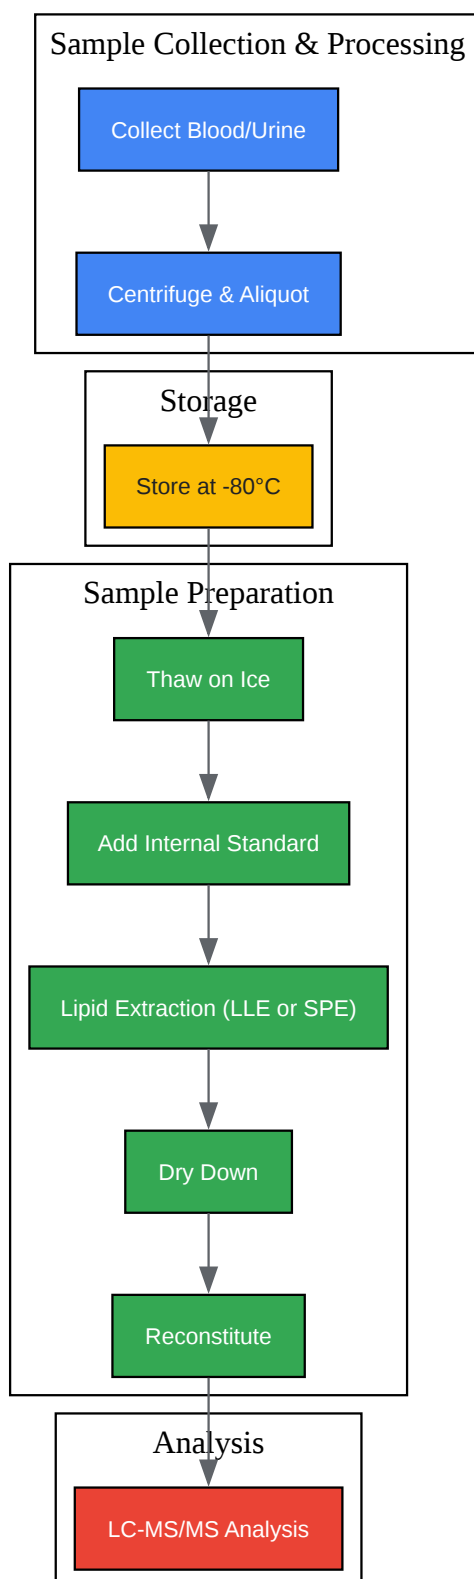 Sample Collection & Processing
Collect Blood/Urine
Centrifuge & Aliquot
Storage
Store at -80°C
Sample Preparation
Thaw on Ice
Add Internal Standard
Lipid Extraction (LLE or SPE)
Dry Down
Reconstitute
Analysis
LC-MS/MS Analysis